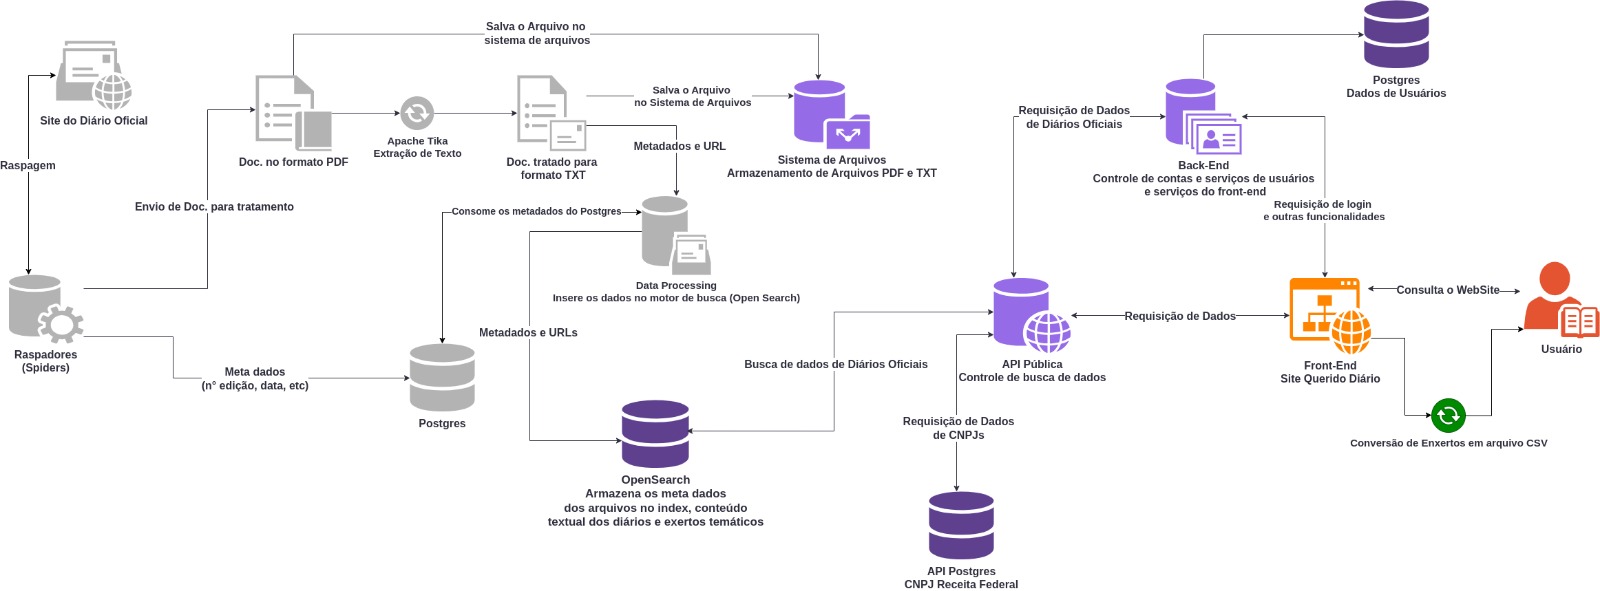 Salva o Arquivo no
sistema de arquivos
Site do Diário Oficial
Raspagem
Doc. no formato PDF
Apache Tika
Extração de Texto
Doc. tratado para
formato TXT
Salva o Arquivo
no Sistema de Arquivos
Metadados e URL
Sistema de Arquivos
Armazenamento de Arquivos PDF e TXT
Envio de Doc. para tratamento
Consome os metadados do Postgres
Data Processing
Insere os dados no motor de busca (Open Search)
Raspadores
(Spiders)
Meta dados
(n° edição, data, etc)
Postgres
Metadados e URLs
OpenSearch
Armazena os meta dados
dos arquivos no index, conteúdo
textual dos diários e exertos temáticos
Busca de dados de Diários Oficiais
API Pública
Controle de busca de dados
Requisição de Dados
de CNPJs
API Postgres
CNPJ Receita Federal
Requisição de Dados
de Diários Oficiais
Back-End
Controle de contas e serviços de usuários
e serviços do front-end
Postgres
Dados de Usuários
Requisição de login
e outras funcionalidades
Requisição de Dados
Front-End
Site Querido Diário
Consulta o WebSite
Usuário
Conversão de Enxertos em arquivo CSV